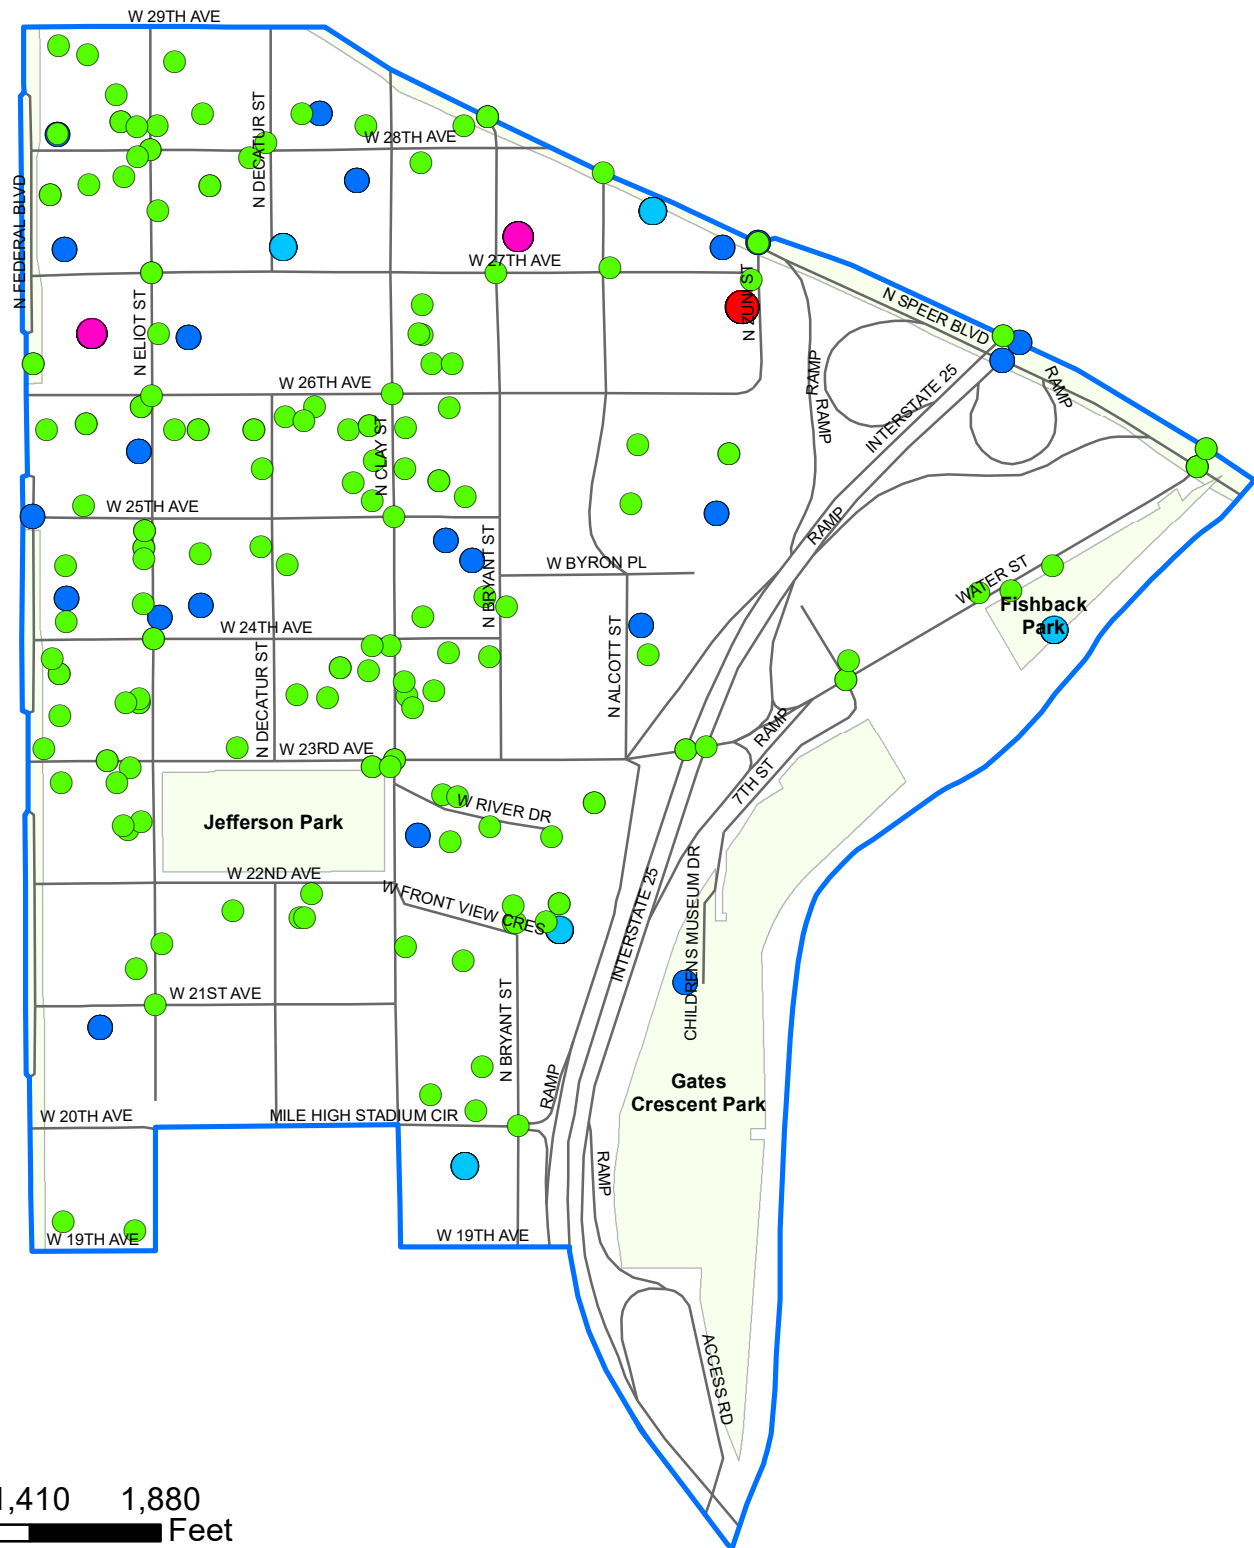 W 29TH AVE
N DECATUR ST
W 28TH AVE
N FEDERAL BLVD
W 27TH AVE
N ZUNI ST
N SPEER BLVD
N ELIOT ST
W 26TH AVE
RAMP
RAMP
INTERSTATE 25
RAMP
N CLAY ST
W 25TH AVE
RAMP
N BRYANT ST
W BYRON PL
WATER ST
Fishback
Park
W 24TH AVE
N DECATUR ST
N ALCOTT ST
W 23RD AVE
RAMP
7TH ST
Jefferson Park
W RIVER DR
W 22ND AVE
W FRONT VIEW CRES
INTERSTATE 25
CHILDRENS MUSEUM DR
W 21ST AVE
N BRYANT ST
RAMP
Gates
Crescent Park
W 20TH AVE
MILE HIGH STADIUM CIR
RAMP
W 19TH AVE
W 19TH AVE
ACCESS RD
1,410
1,880
Feet